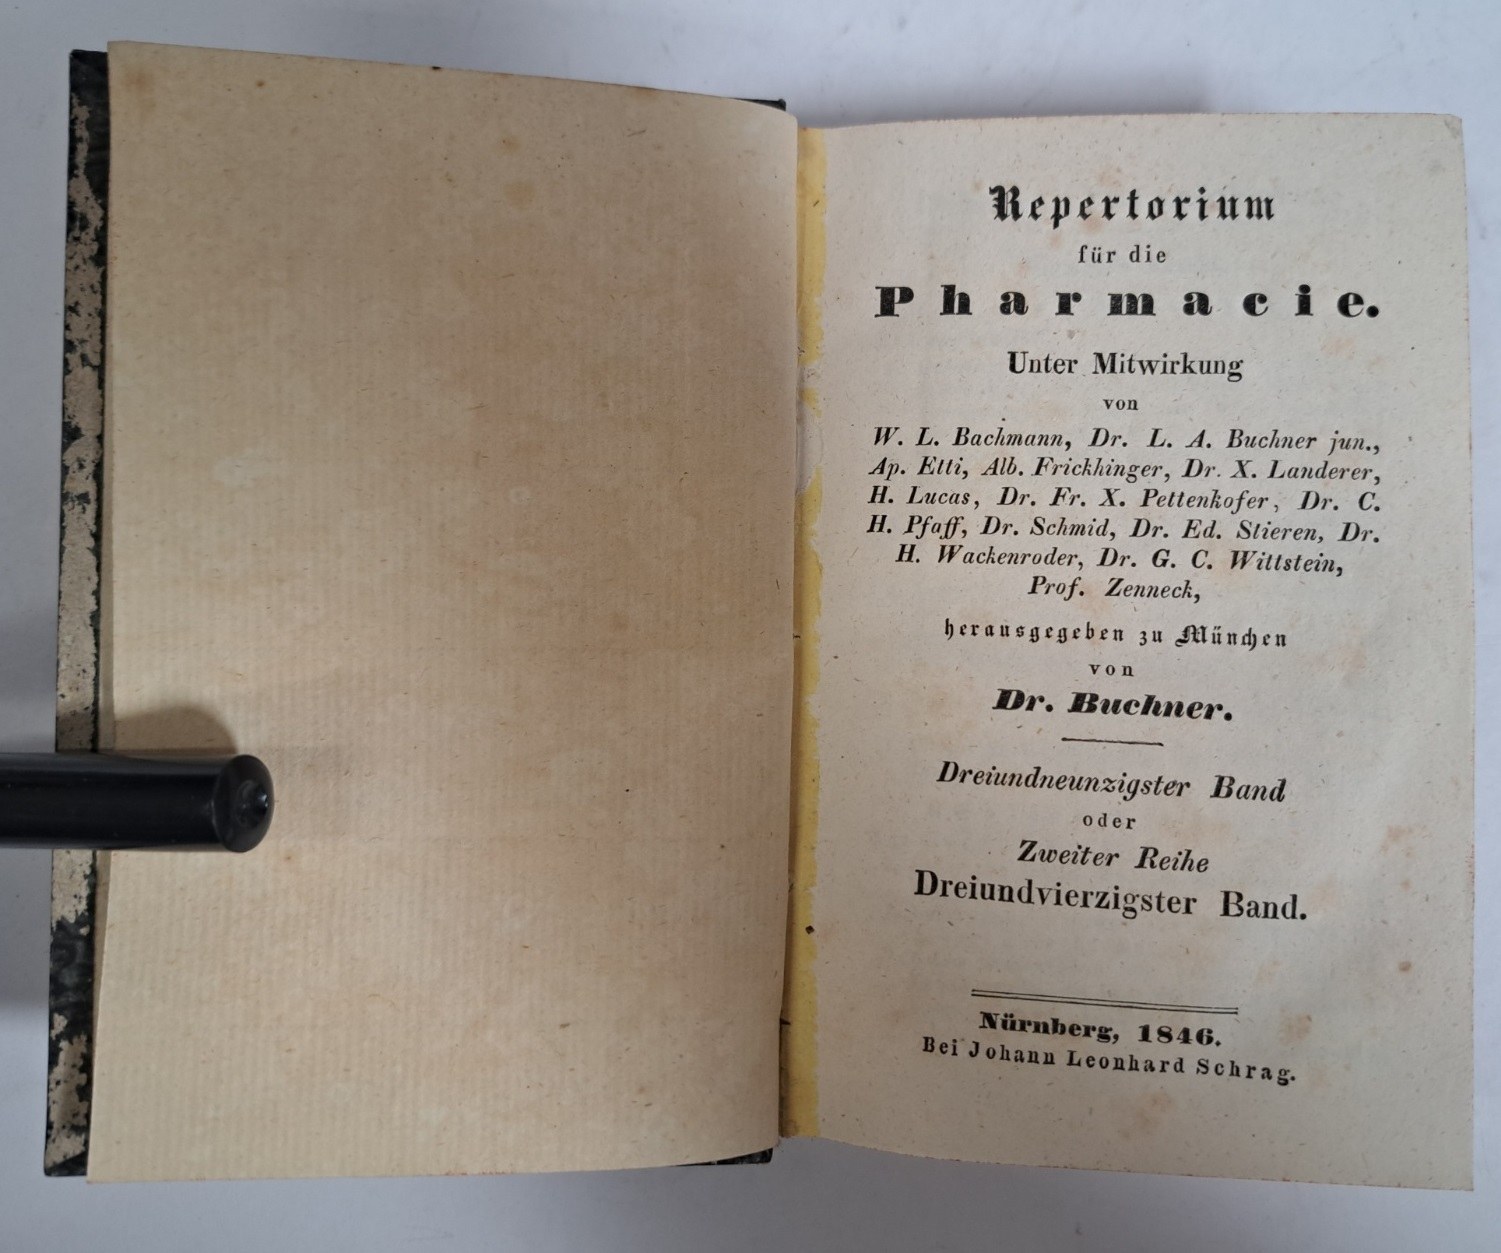 Repertorium
für die
Pharmacie.
Unter Mitwirkung
von
W. L. Bachmann, Dr. L. A. Buchner jun.,
Ap. Etti, Alb. Frickhinger, Dr. X. Landerer,
H. Lucas, Dr. Fr. X. Pettenkofer, Dr. C.
H. Pfaff, Dr. Schmid, Dr. Ed. Stieren, Dr.
H. Wackenroder, Dr. G. C. Wittstein,
Prof. Zenneck,
herausgegeben zu München
von
Dr. Buchner.
Dreiundneunzigster Band
oder
Zweiter Reihe
Dreiundvierzigster Band.
Nürnberg, 1846.
Bei Johann Leonhard Schrag.